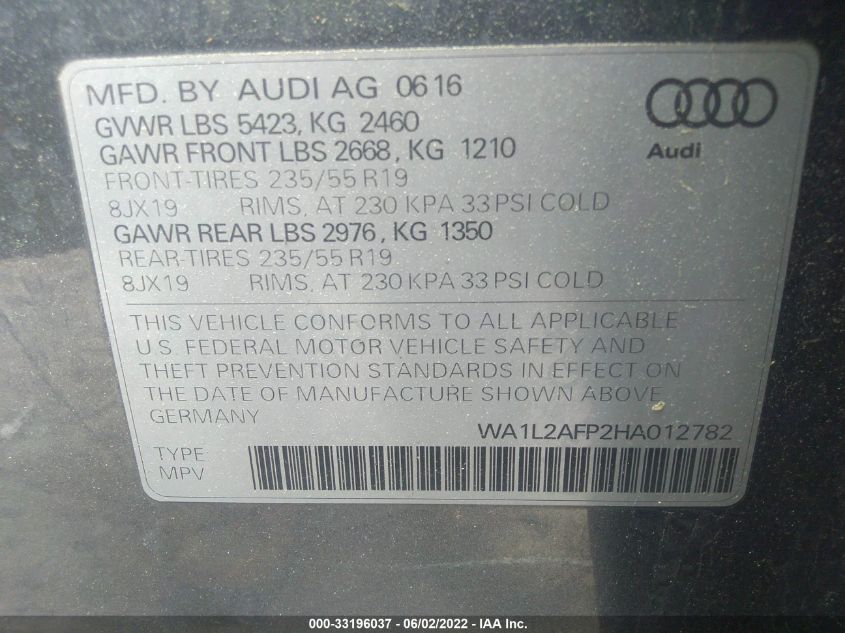 MFD. BY AUDI AG 0616
GVWR LBS 5423, KG 2460
GAWR FRONT LBS 2668, KG 1210
FRONT-TIRES 235/55 R19
8JX19 RIMS, AT 230 KPA 33 PSI COLD
GAWR REAR LBS 2976, KG 1350
REAR-TIRES 235/55 R19
8JX19 RIMS, AT 230 KPA 33 PSI COLD
Audi
THIS VEHICLE CONFORMS TO ALL APPLICABLE
U.S. FEDERAL MOTOR VEHICLE SAFETY AND
THEFT PREVENTION STANDARDS IN EFFECT ON
THE DATE OF MANUFACTURE SHOWN ABOVE
GERMANY
WA1L2AFP2HA012782
TYPE
MPV
000-33196037 - 06/02/2022 - IAA Inc.